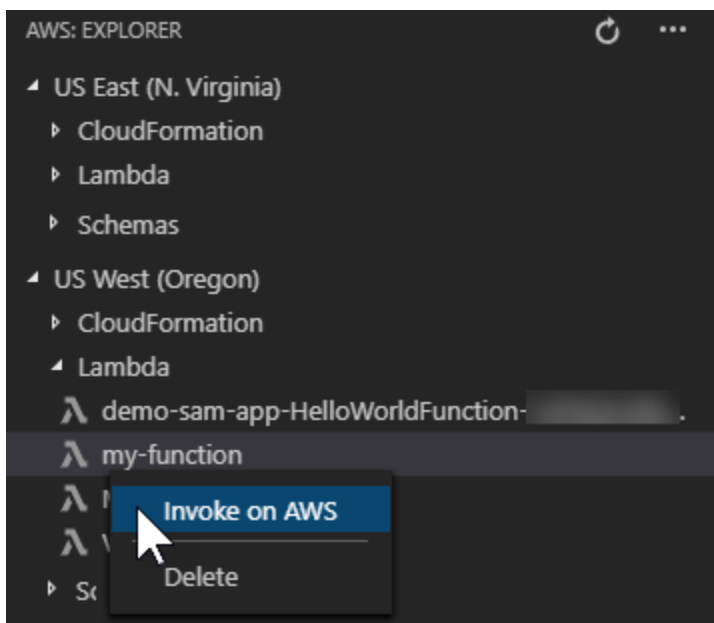 AWS: EXPLORER
US East (N. Virginia)
CloudFormation
Lambda
Schemas
US West (Oregon)
CloudFormation
Lambda
demo-sam-app-HelloWorldFunction-
my-function
Invoke on AWS
Delete